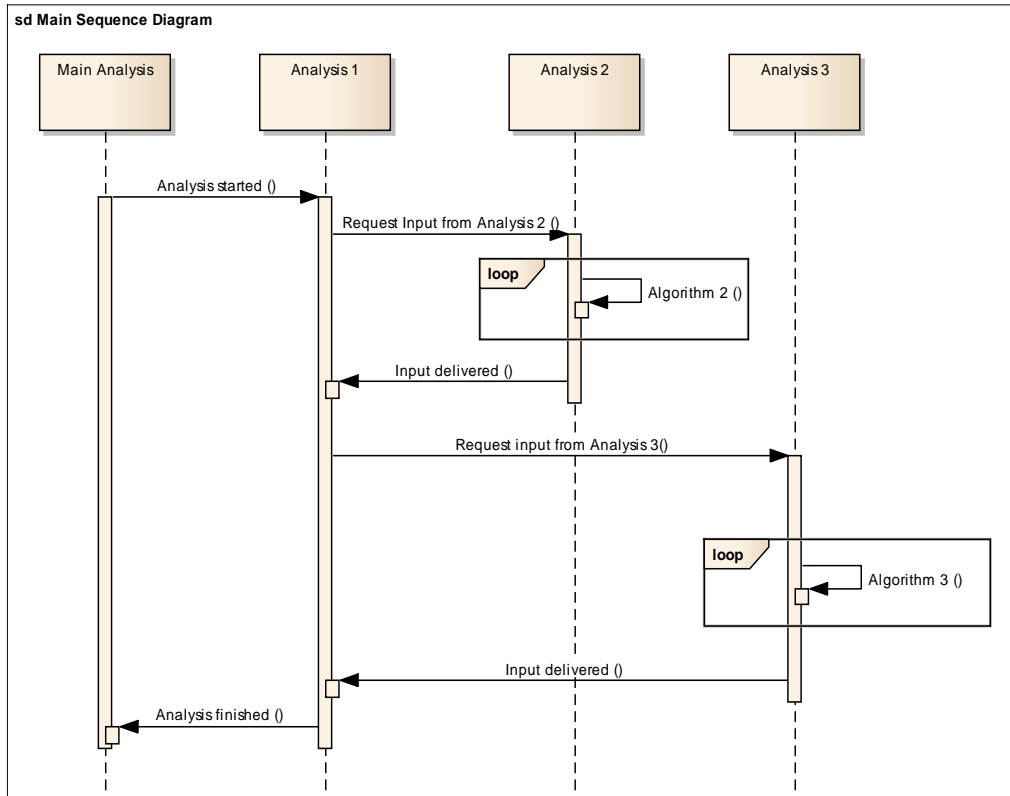 sd Main Sequence Diagram
Main Analysis
Analysis 1
Analysis 2
Analysis 3
Analysis started ()
Request Input from Analysis 2 ()
loop
Algorithm 2 ()
Input delivered ()
Request input from Analysis 3()
loop
Algorithm 3 ()
Input delivered ()
Analysis finished ()